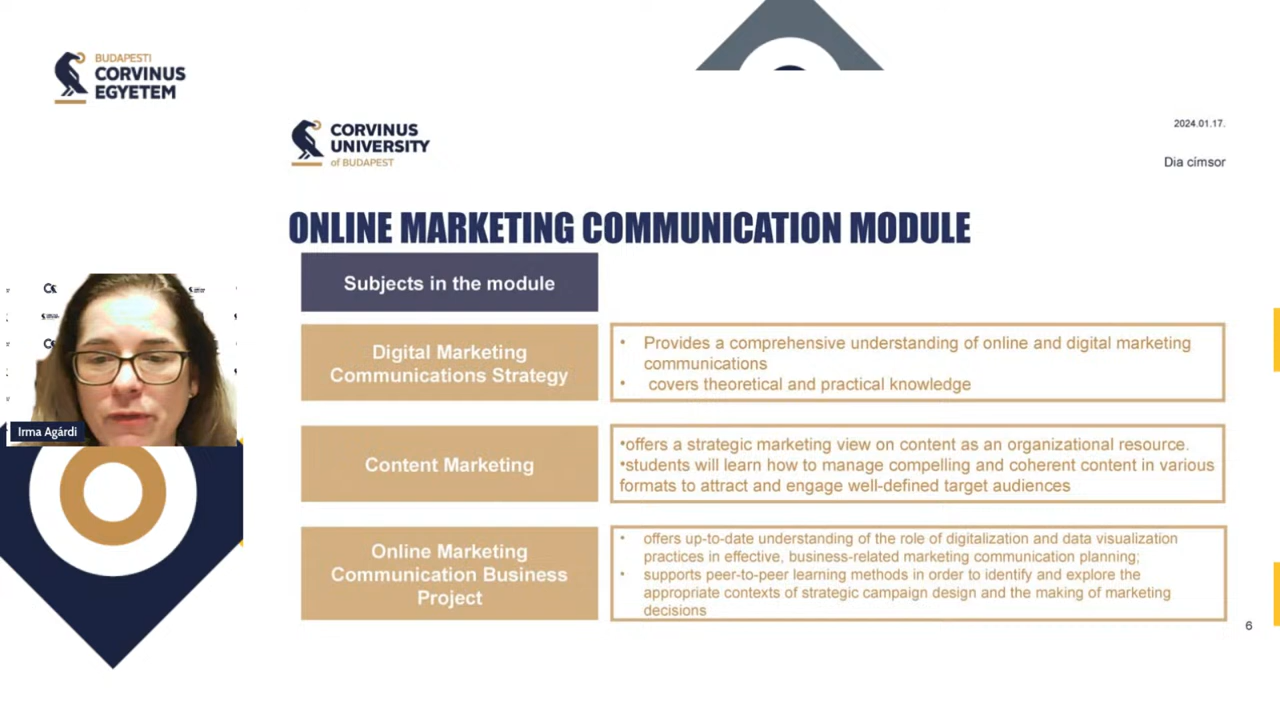 BUDAPESTI
CORVINUS
EGYETEM
CORVINUS
UNIVERSITY
of BUDAPEST
2024.01.17.
Dia címsor
ONLINE MARKETING COMMUNICATION MODULE
Subjects in the module
Digital Marketing
Communications Strategy
• Provides a comprehensive understanding of online and digital marketing
communications
• covers theoretical and practical knowledge
Content Marketing
•offers a strategic marketing view on content as an organizational resource.
•students will learn how to manage compelling and coherent content in various
formats to attract and engage well-defined target audiences
Online Marketing
Communication Business
Project
• offers up-to-date understanding of the role of digitalization and data visualization
practices in effective, business-related marketing communication planning;
• supports peer-to-peer learning methods in order to identify and explore the
appropriate contexts of strategic campaign design and the making of marketing
decisions
6
Irma Agárdi